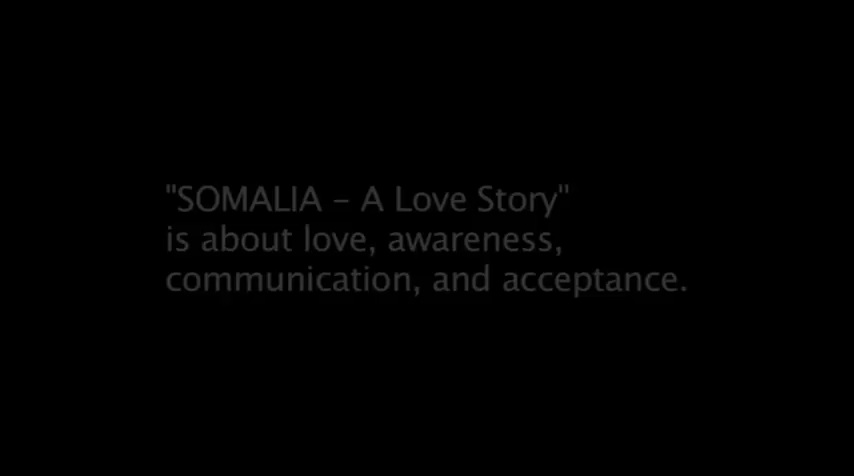 "SOMALIA – A Love Story"
is about love, awareness,
communication, and acceptance.